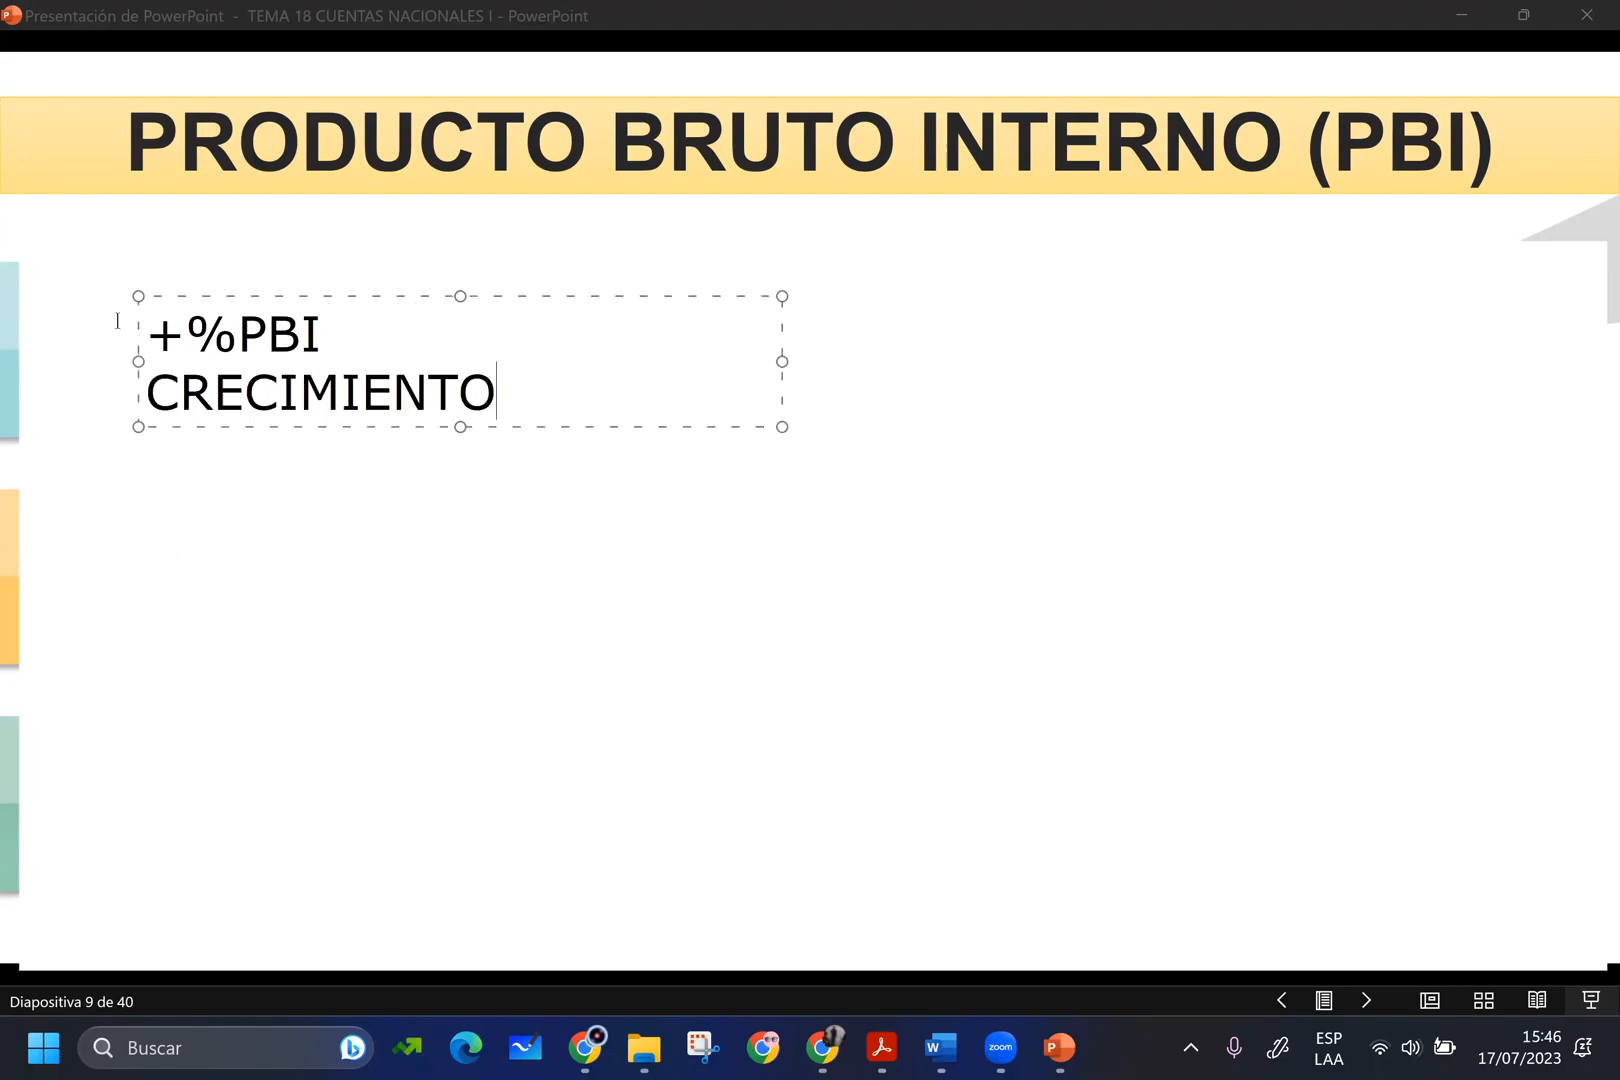 Presentación de PowerPoint - TEMA 18 CUENTAS NACIONALES I - PowerPoint
PRODUCTO BRUTO INTERNO (PBI)
+%PBI
CRECIMIENTO
Diapositiva 9 de 40
Buscar
zoom
ESP
LAA
15:46
17/07/2023